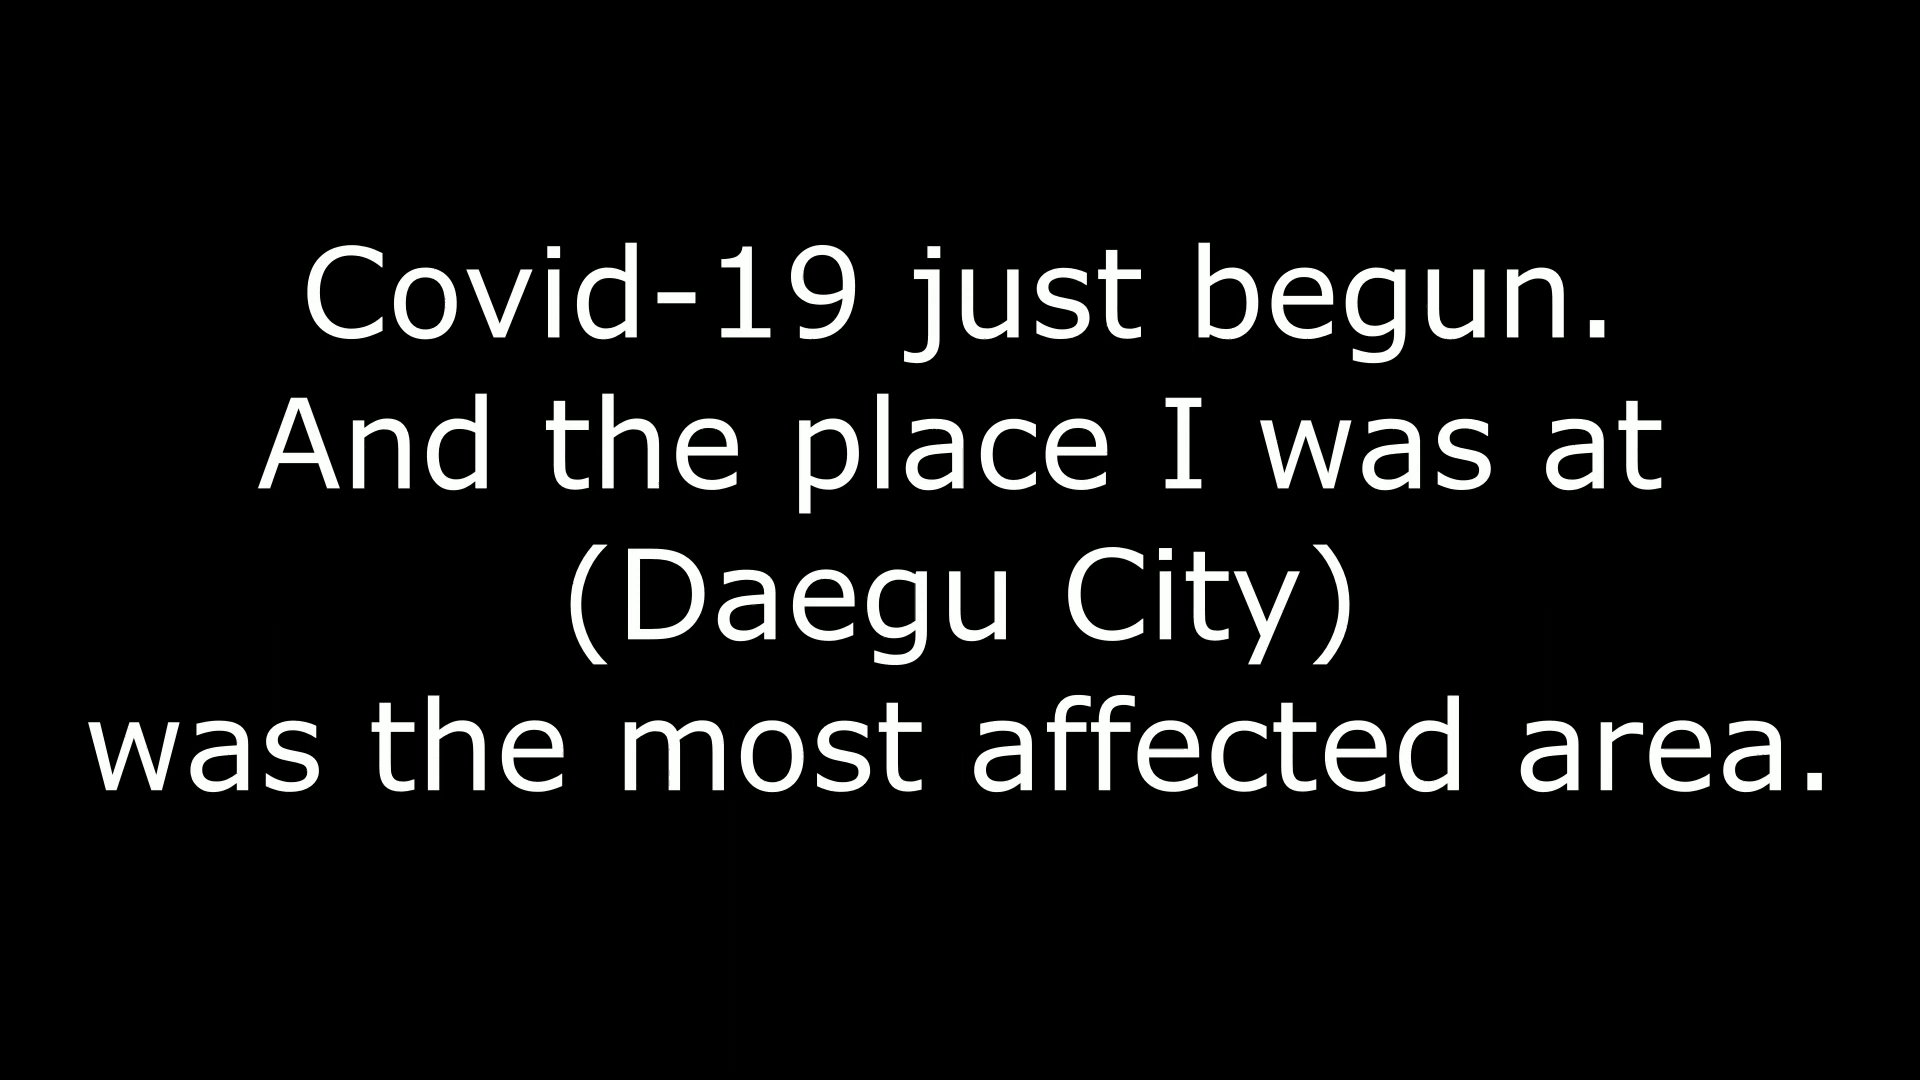 Covid-19 just begun.
And the place I was at
(Daegu City)
was the most affected area.